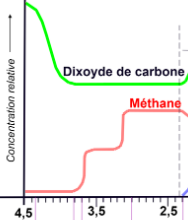 Concentration relative
Dixoyde de carbone
Méthane
4,5 3,5 2,5